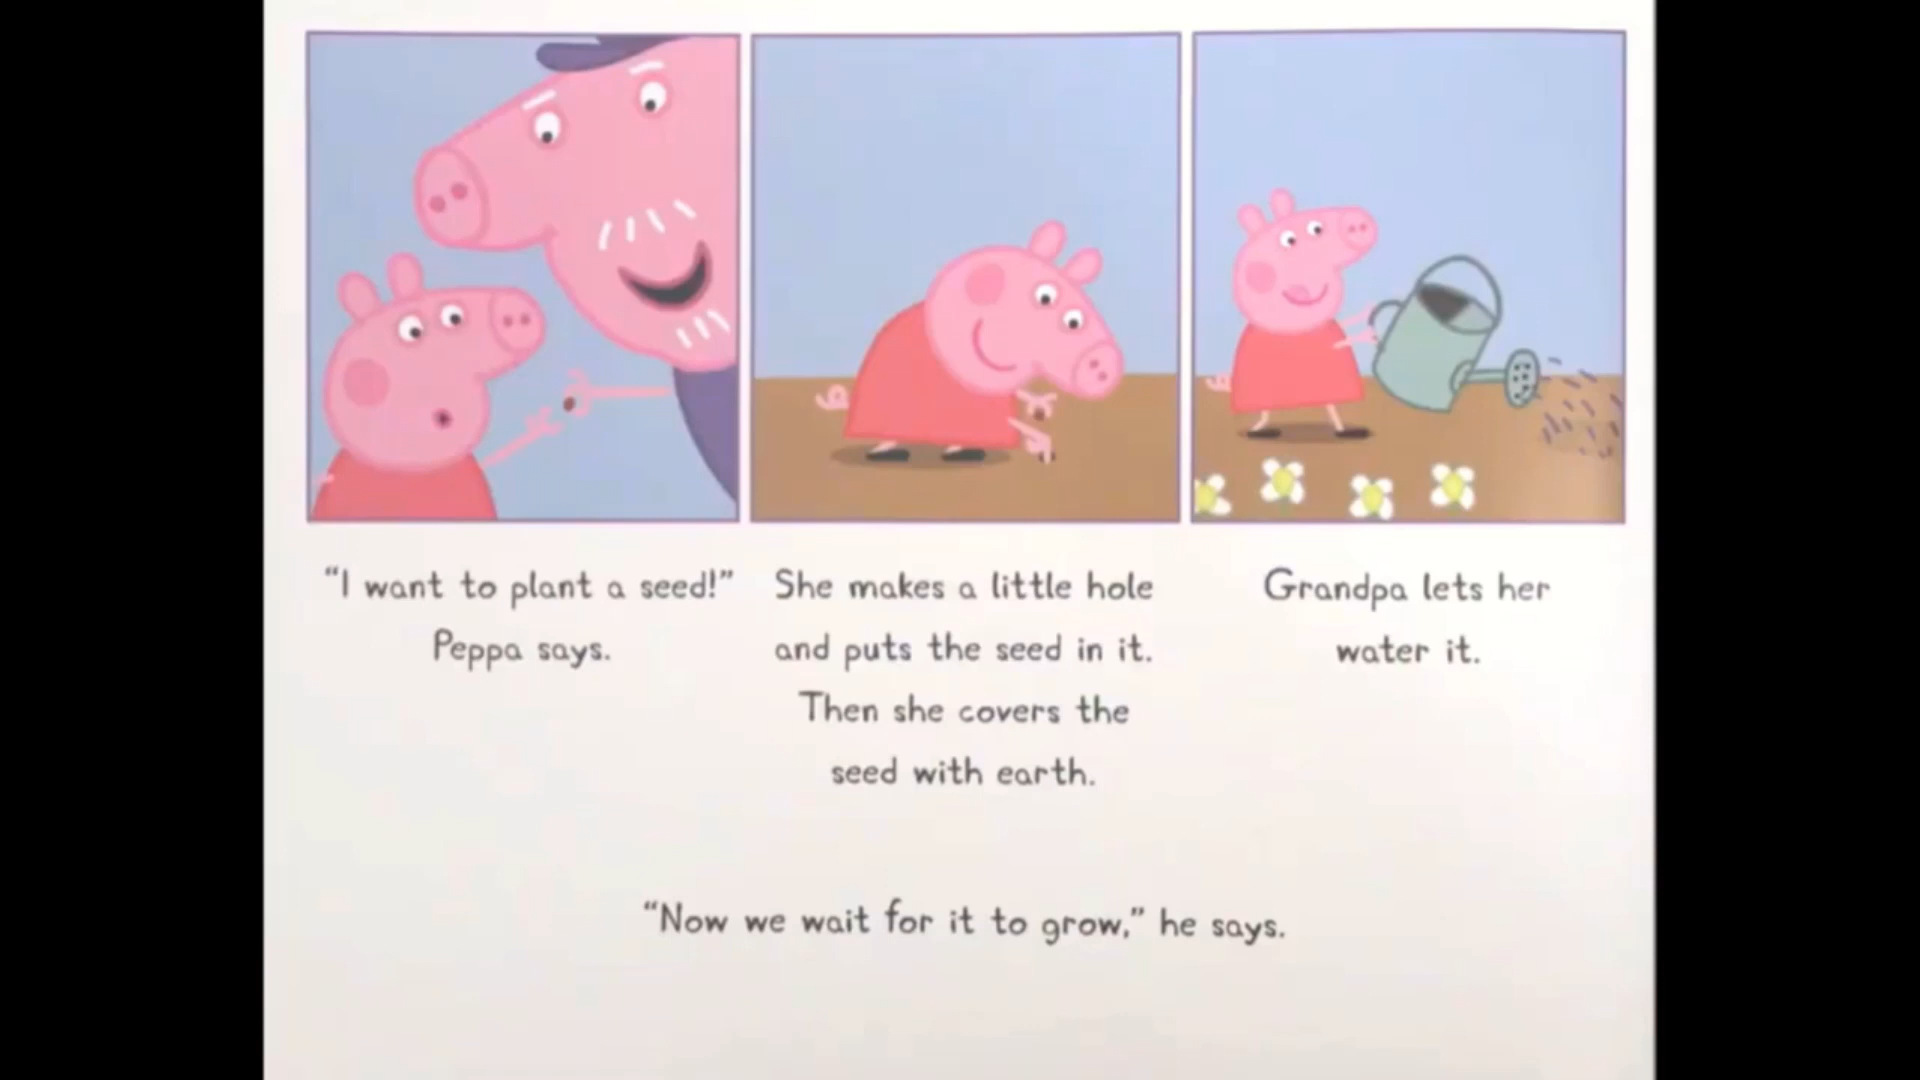 “I want to plant a seed!”
Peppa says.
She makes a little hole
and puts the seed in it.
Then she covers the
seed with earth.
Grandpa lets her
water it.
“Now we wait for it to grow,” he says.